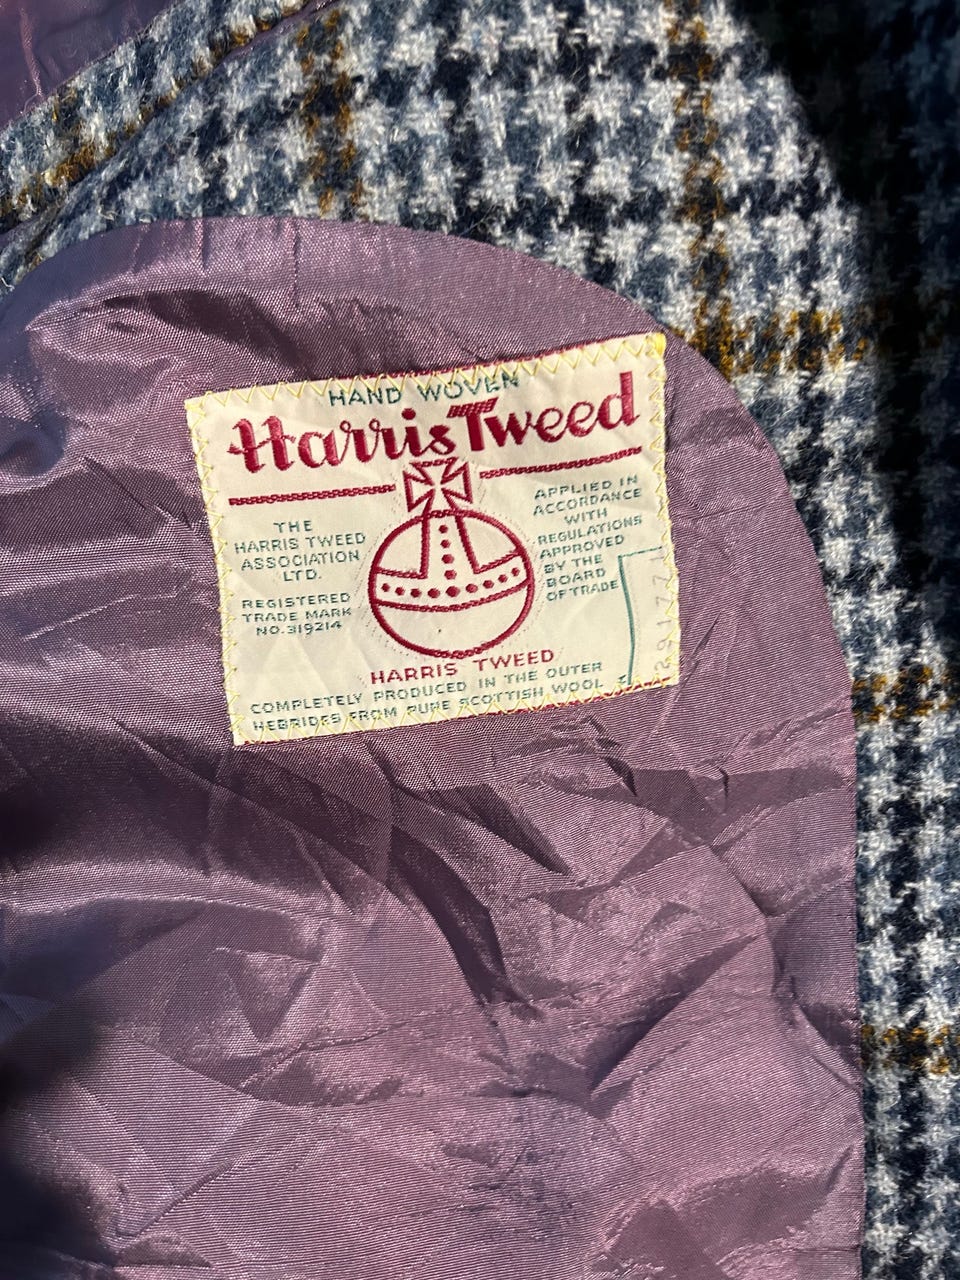 HAND WOVEN
Harris Tweed
THE
HARRIS TWEED
ASSOCIATION
LTD.
REGISTERED
TRADE MARK
NO. 319214
APPLIED IN
ACCORDANCE
WITH
REGULATIONS
APPROVED
BY THE
BOARD
OF TRADE
HARRIS TWEED
COMPLETELY PRODUCED IN THE OUTER
HEBRIDES FROM PURE SCOTTISH WOOL